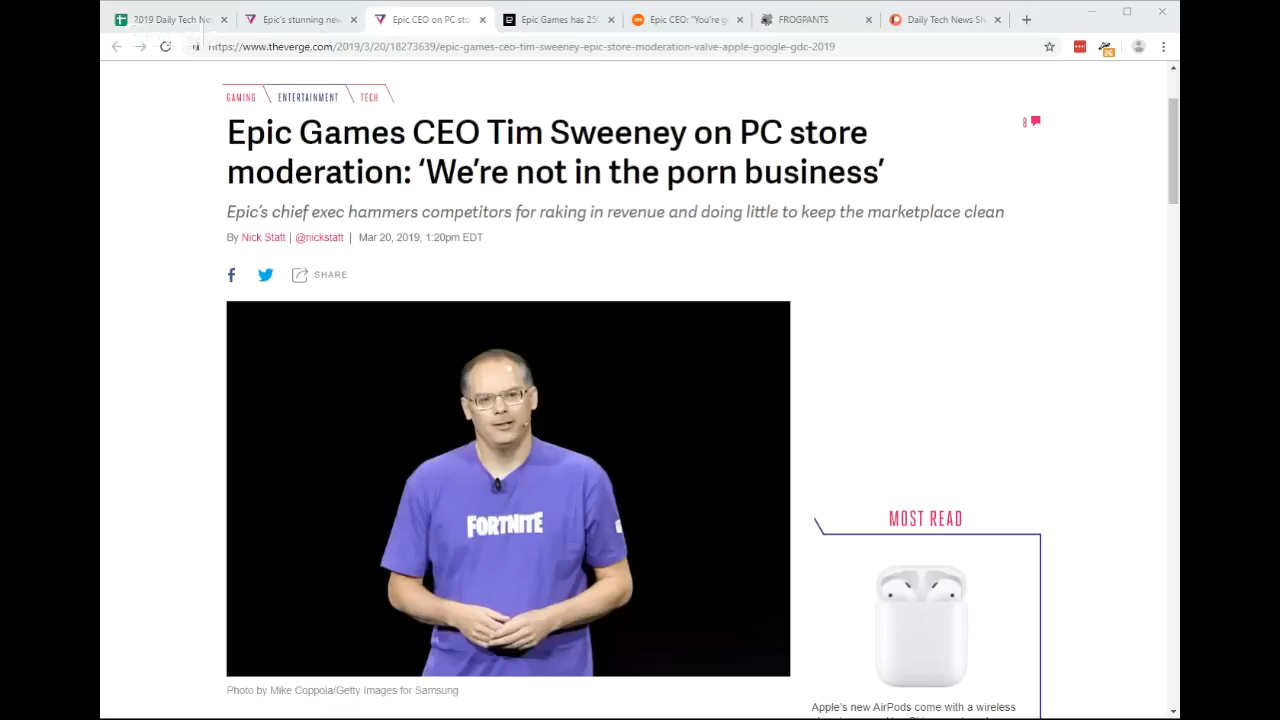 2019 Daily Tech Ne
Epic's stunning new
Epic CEO on PC sto
Epic Games has 250
Epic CEO: "You're g
FROGPANTS
Daily Tech News Sh
https://www.theverge.com/2019/3/20/18273639/epic-games-ceo-tim-sweeney-epic-store-moderation-valve-apple-google-gdc-2019
GAMING
ENTERTAINMENT
TECH
Epic Games CEO Tim Sweeney on PC store
moderation: ‘We’re not in the porn business’
8
Epic’s chief exec hammers competitors for raking in revenue and doing little to keep the marketplace clean
By Nick Statt | @nickstatt | Mar 20, 2019, 1:20pm EDT
SHARE
FORTNITE
MOST READ
Photo by Mike Coppola/Getty Images for Samsung
Apple's new AirPods come with a wireless